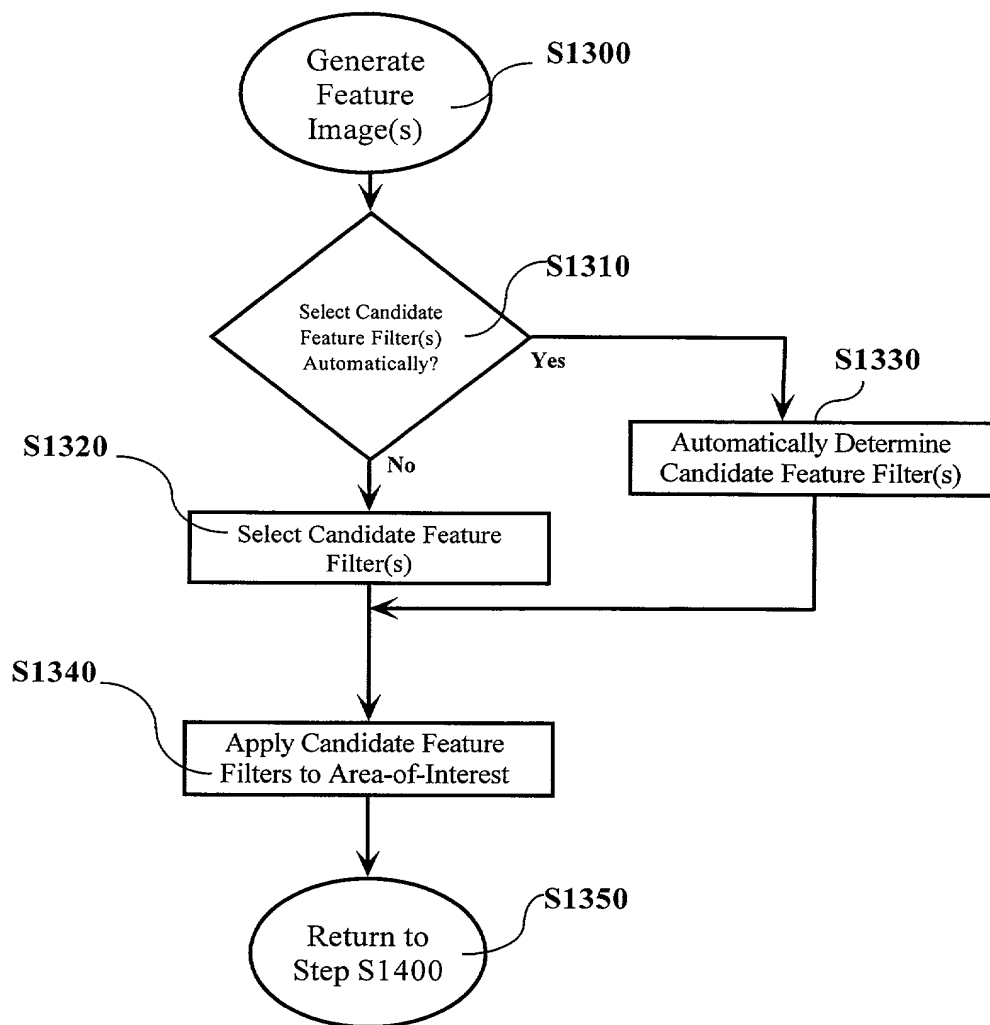 Generate
Feature
Image(s)
S1300
S1310
Select Candidate
Feature Filter(s)
Automatically?
Yes
S1330
Automatically Determine
Candidate Feature Filter(s)
No
S1320
Select Candidate Feature
Filter(s)
S1340
Apply Candidate Feature
Filters to Area-of-Interest
S1350
Return to
Step S1400